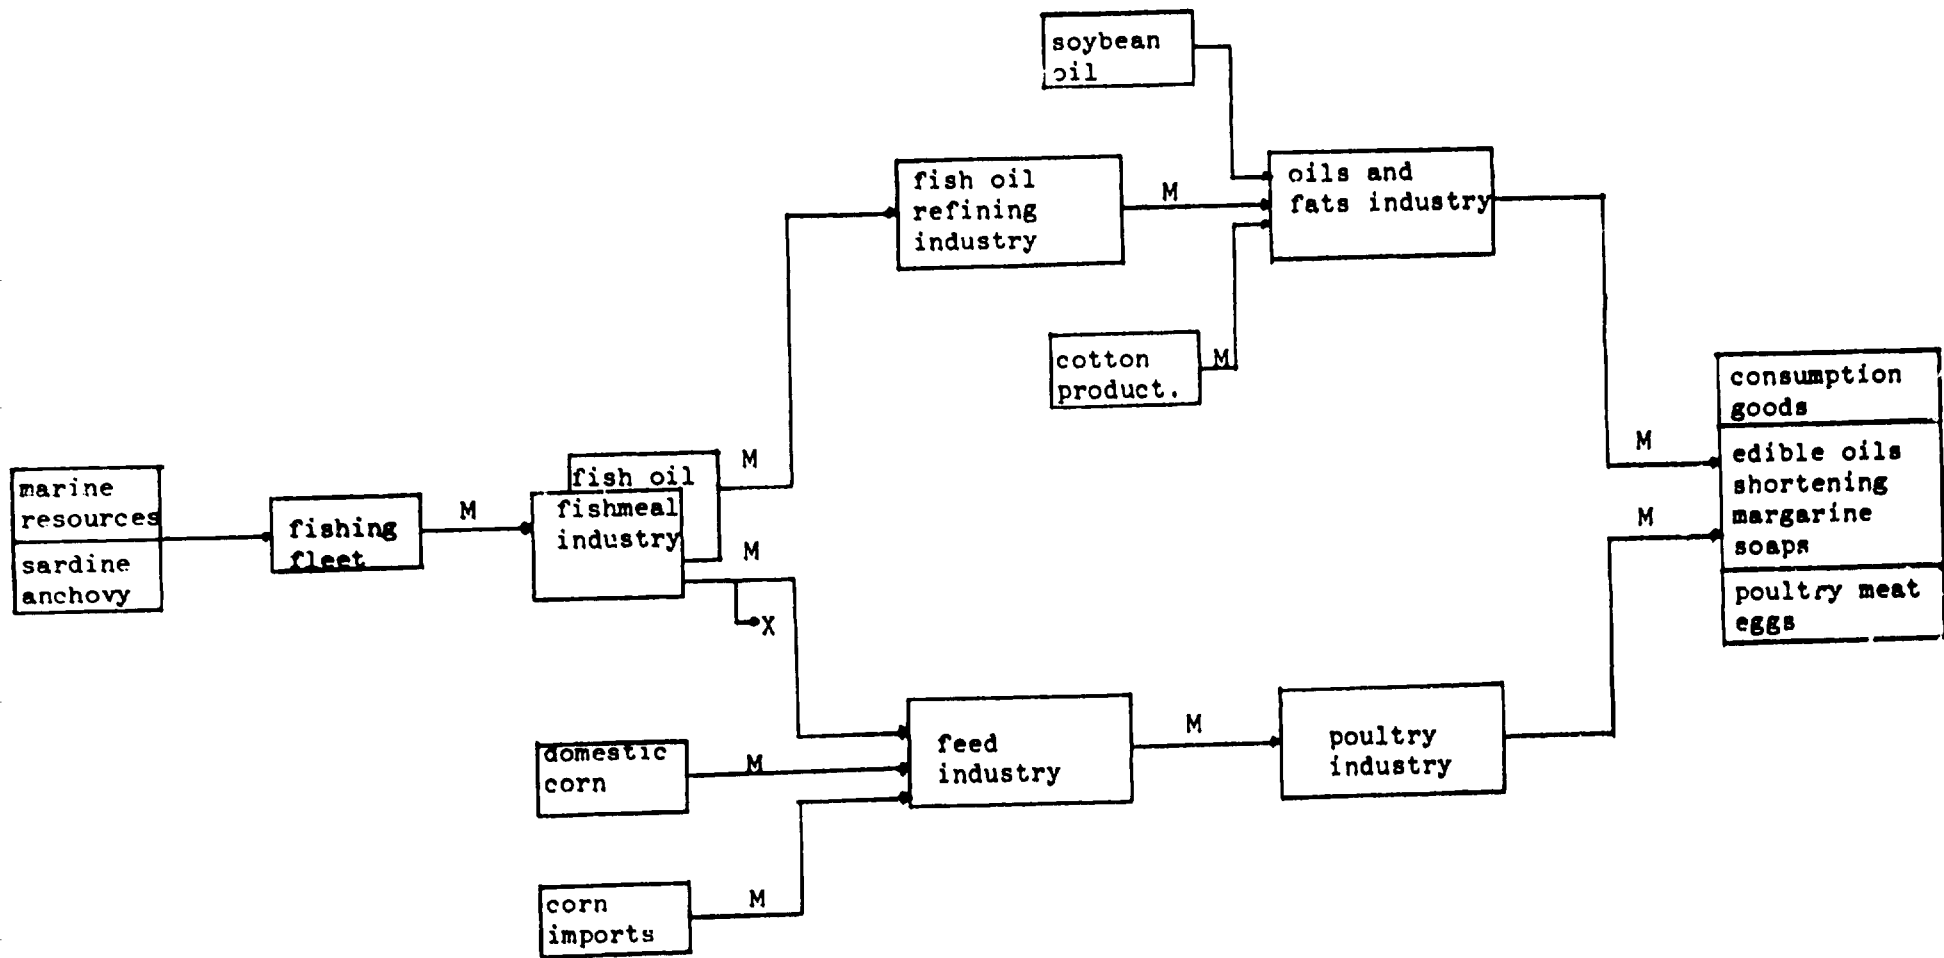 soybean
oil
fish oil
refining
industry
M
oils and
fats industry
cotton
product.
M
consumption
goods
M
edible oils
shortening
margarine
soaps
M
poultry meat
eggs
marine
resources
sardine
anchovy
fishing
fleet
M
fish oil
M
fishmeal
industry
M
X
domestic
corn
M
feed
industry
M
poultry
industry
corn
imports
M